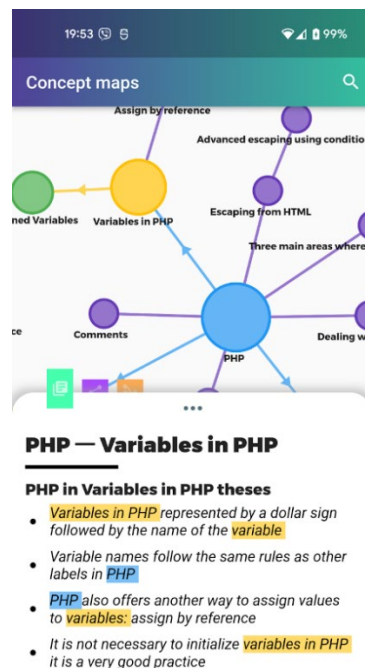 19:53
99%
Concept maps
Assign by reference
Advanced escaping using conditio
ned Variables
Variables in PHP
Escaping from HTML
Three main areas where
ce
Comments
Dealing w
PHP
PHP — Variables in PHP
PHP in Variables in PHP theses
• Variables in PHP represented by a dollar sign
followed by the name of the variable
• Variable names follow the same rules as other
labels in PHP
• PHP also offers another way to assign values
to variables: assign by reference
• It is not necessary to initialize variables in PHP
it is a very good practice